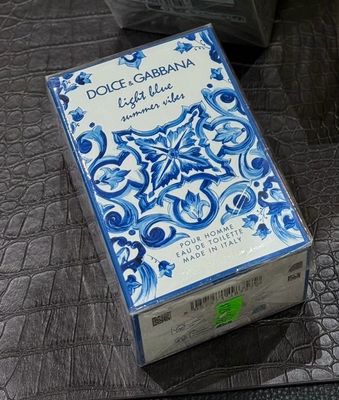 DOLCE & GABBANA
light blue
summer vibes
POUR HOMME
EAU DE TOILETTE
MADE IN ITALY